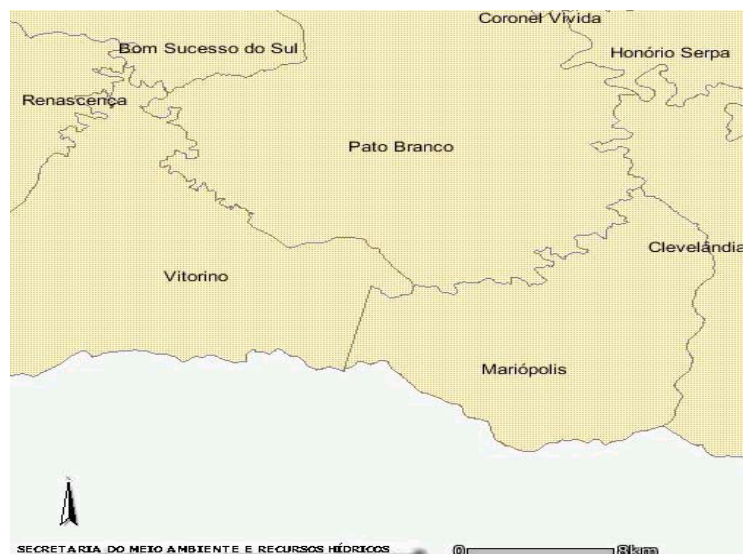 Coronel Vivida
Bom Sucesso do Sul
Honório Serpa
Renascença
Pato Branco
Clevelândia
Vitorino
Mariópolis
SECRETARIA DO MEIO AMBIENTE E RECURSOS HÍDRICOS
0 8km